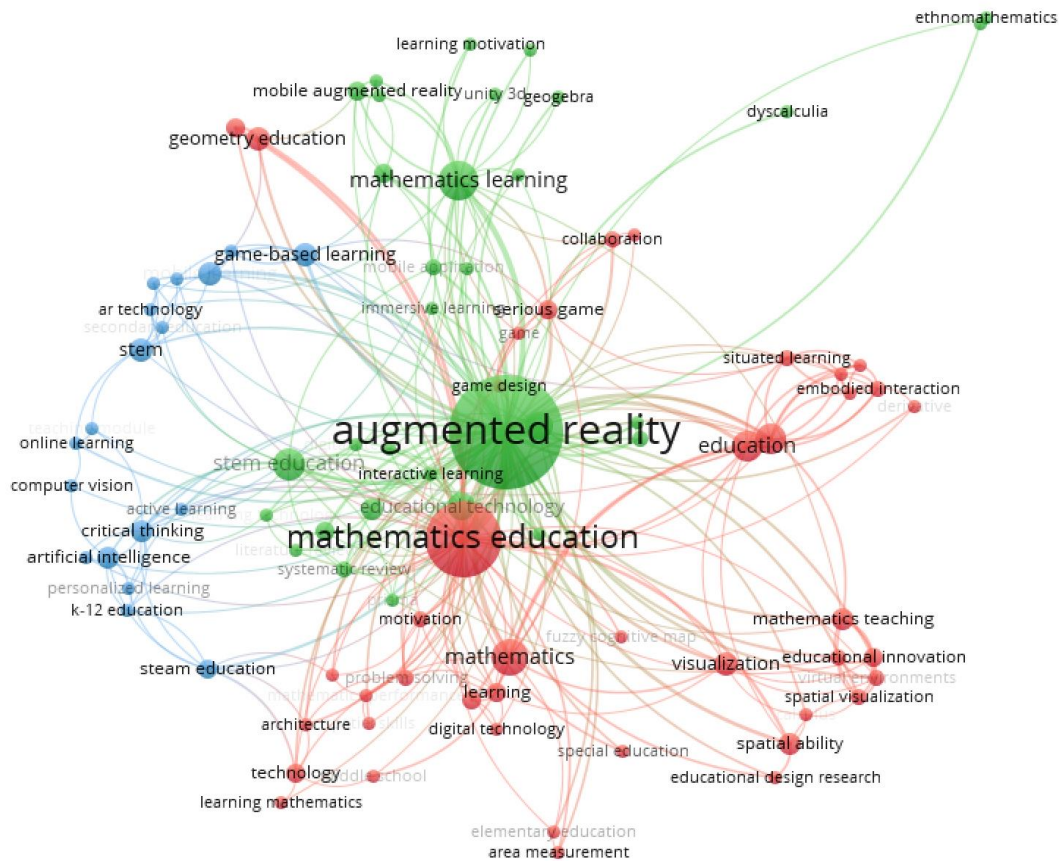 ethnomathematics
learning motivation
mobile augmented reality
unity 3d
geogebra
dyscalculia
geometry education
mathematics learning
collaboration
game-based learning
mobile application
ar technology
immersive learning
serious game
secondary education
game
stem
situated learning
game design
embodied interaction
derivative
augmented reality
teaching module
online learning
education
stem education
interactive learning
computer vision
active learning
educational technology
critical thinking
mathematics education
artificial intelligence
systematic review
personalized learning
k-12 education
motivation
mathematics teaching
fuzzy cognitive map
steam education
mathematics
visualization
educational innovation
problem solving
virtual environments
learning
spatial visualization
architecture
digital technology
special education
spatial ability
technology
educational design research
learning mathematics
elementary education
area measurement